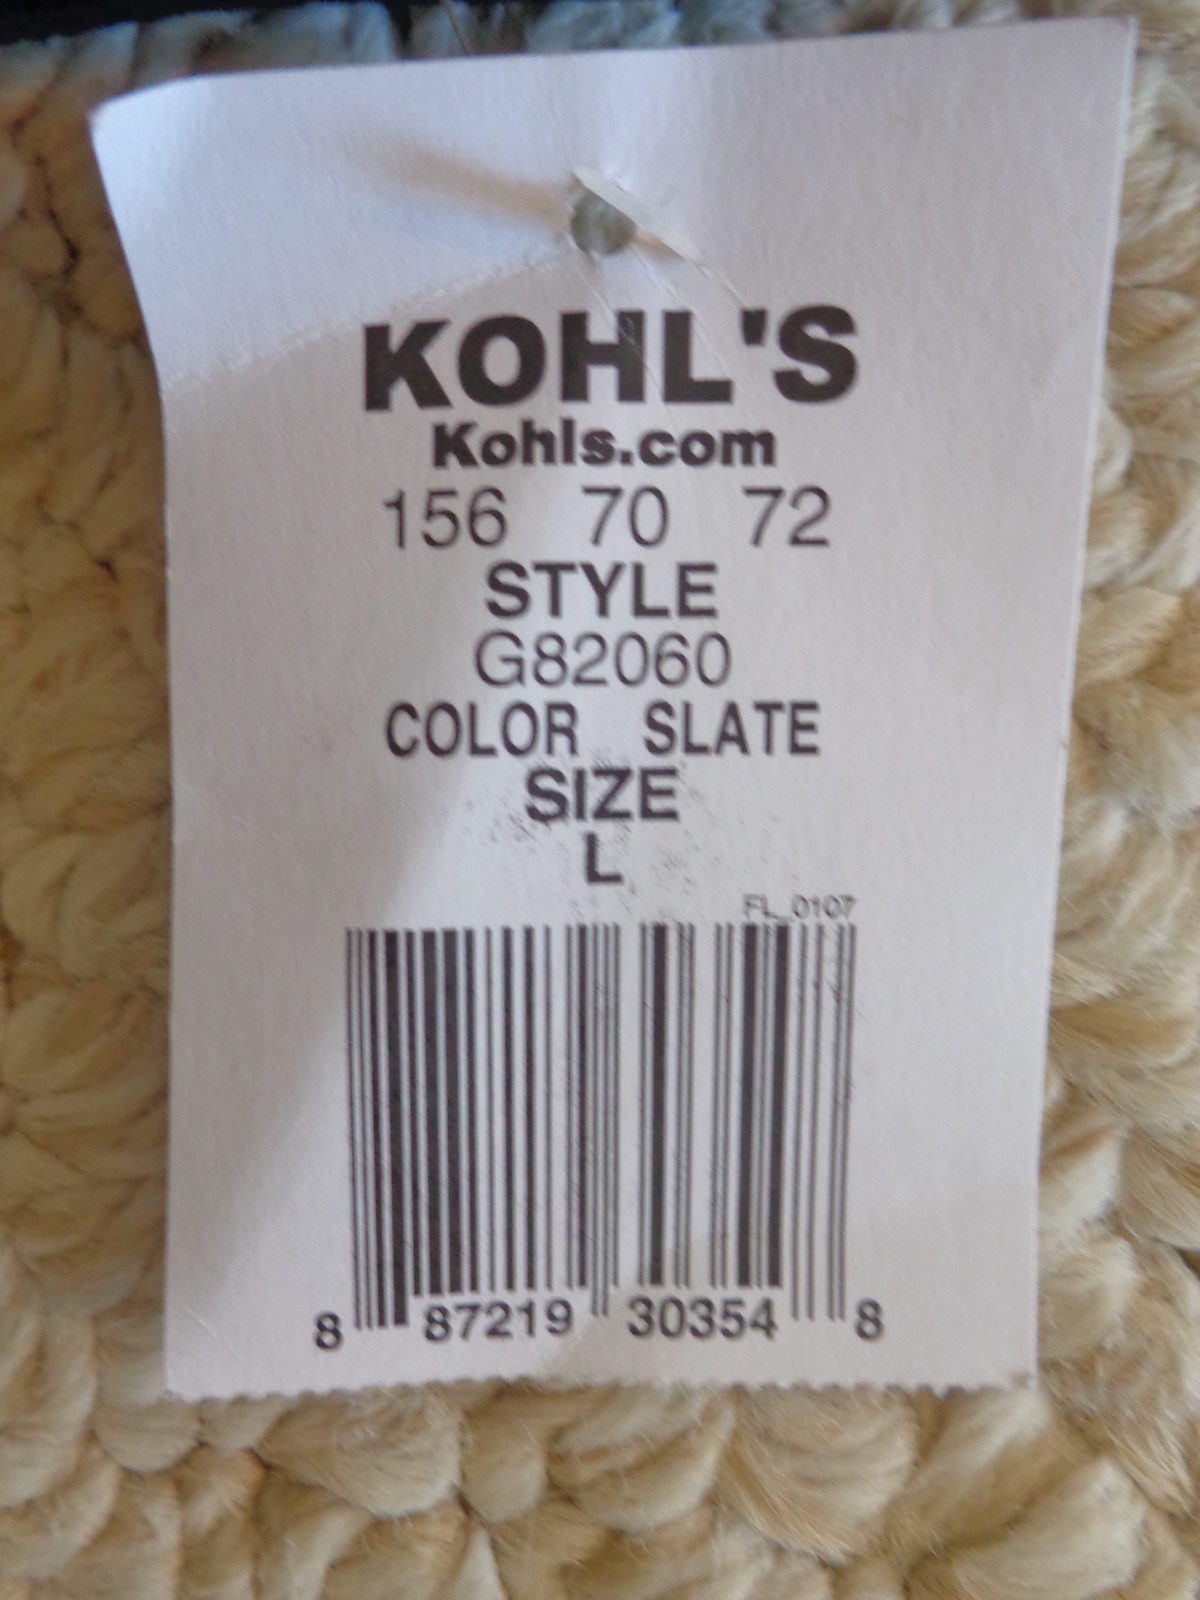 KOHL'S
Kohls.com
156 70 72
STYLE
G82060
COLOR SLATE
SIZE
L
FL_0107
8 87219 30354 8